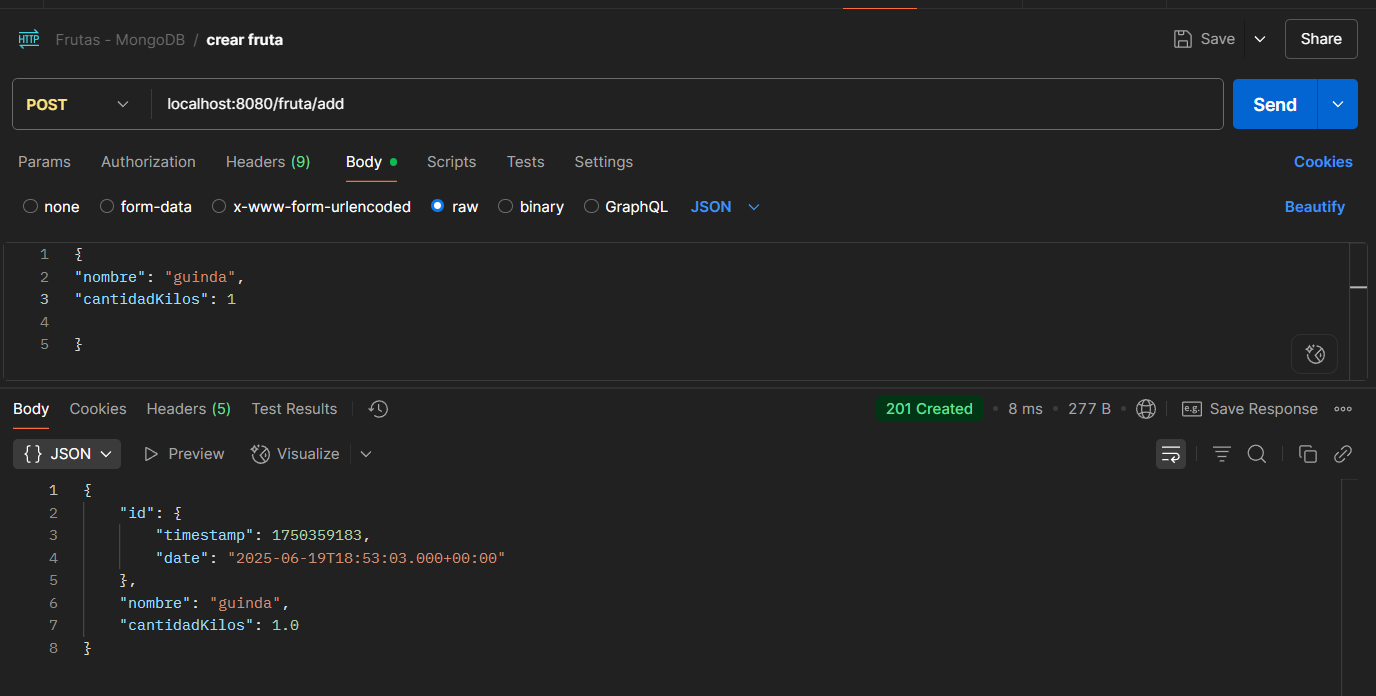 HTTP Frutas - MongoDB / crear fruta Save Share
POST localhost:8080/fruta/add Send
Params Authorization Headers (9) Body Scripts Tests Settings Cookies
none form-data x-www-form-urlencoded raw binary GraphQL JSON Beautify
1 {
2 "nombre": "guinda",
3 "cantidadKilos": 1
4
5 }
Body Cookies Headers (5) Test Results 201 Created • 8 ms • 277 B • e.g. Save Response
{} JSON Preview Visualize
1 {
2 "id": {
3 "timestamp": 1750359183,
4 "date": "2025-06-19T18:53:03.000+00:00"
5 },
6 "nombre": "guinda",
7 "cantidadKilos": 1.0
8 }